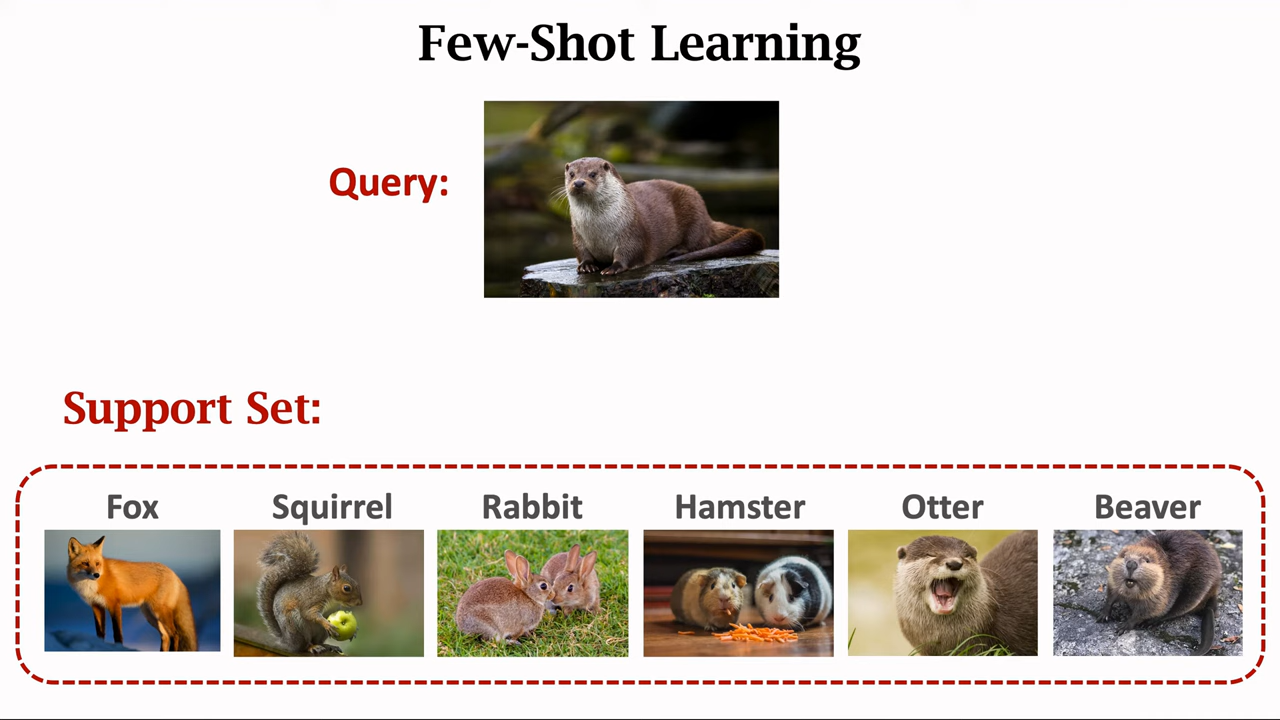 Few-Shot Learning
Query:
Support Set:
Fox Squirrel Rabbit Hamster Otter Beaver